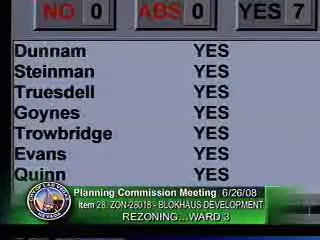 NO 0 ABS 0 YES 7
Dunnam YES
Steinman YES
Truesdell YES
Goynes YES
Trowbridge YES
Evans YES
Quinn YES
Planning Commission Meeting 6/26/08
Item 28. ZON-28018 - BLOKHAUS DEVELOPMENT
REZONING...WARD 3